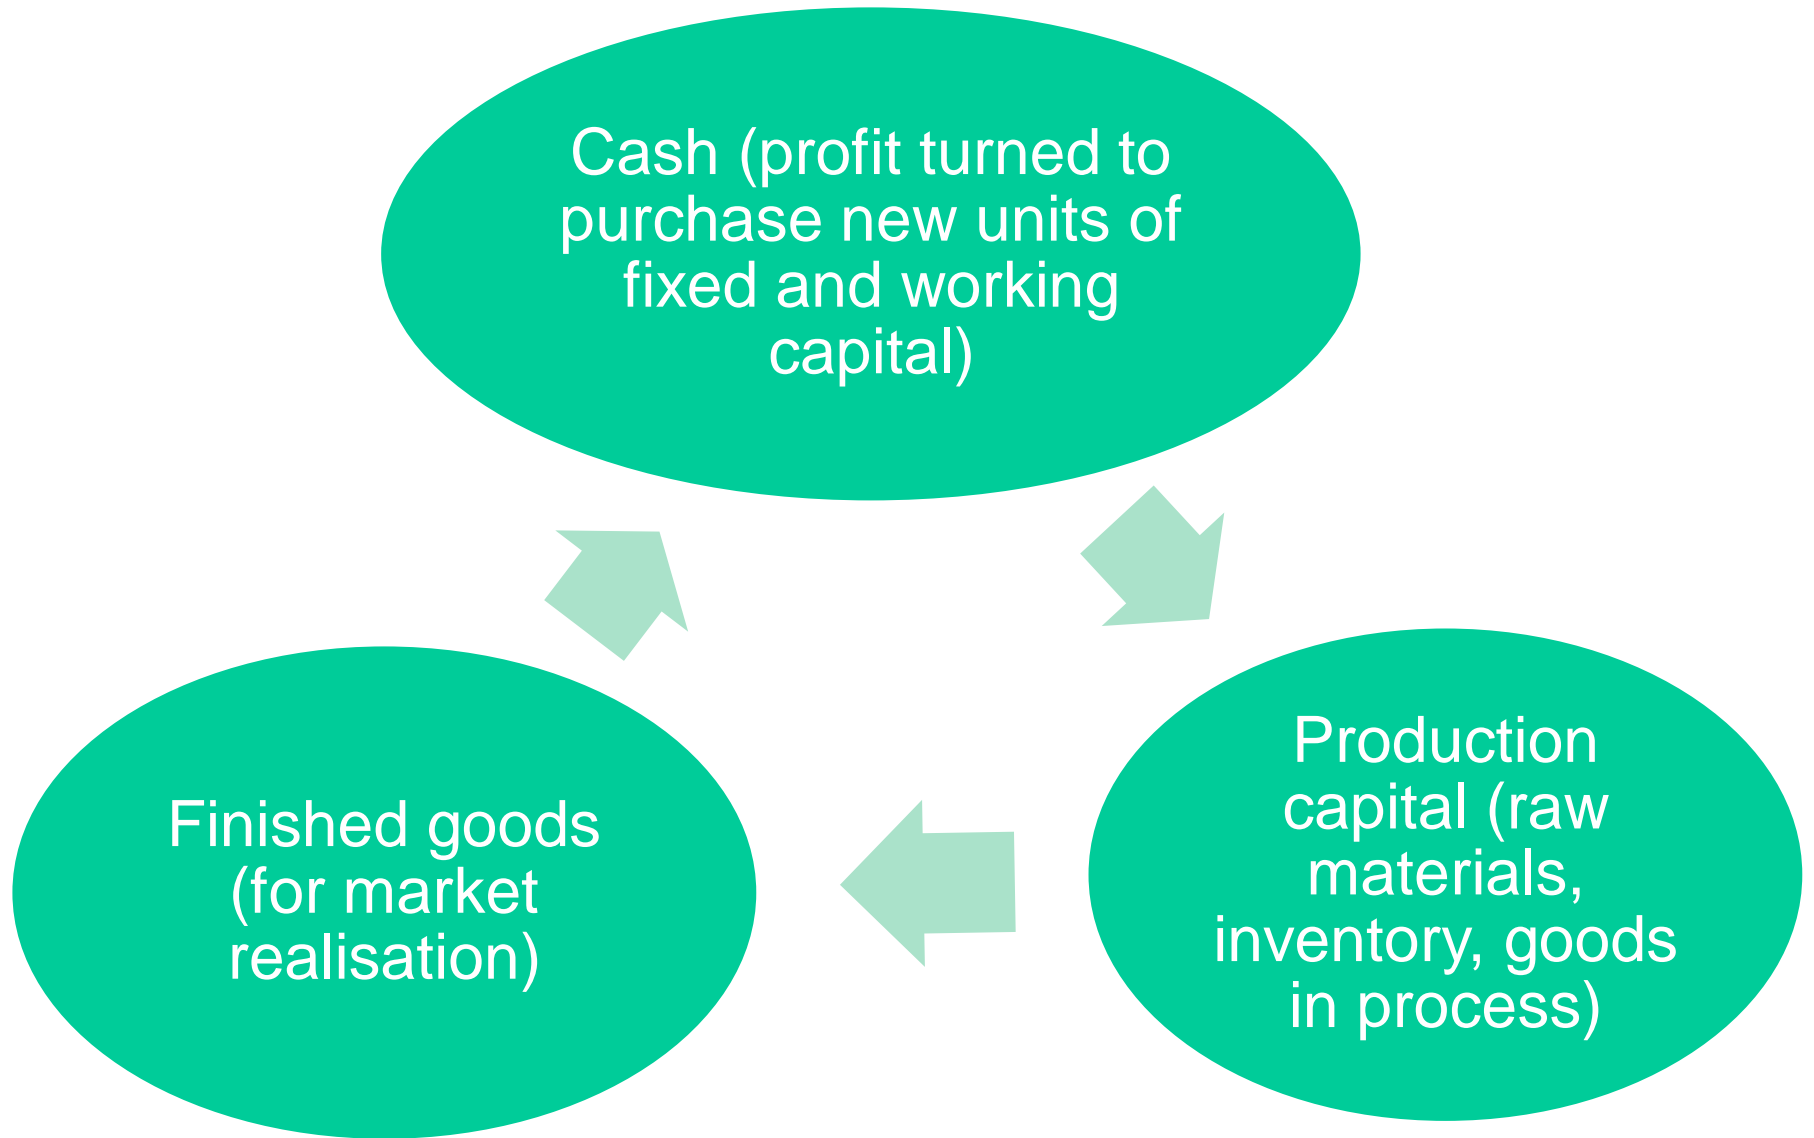 Cash (profit turned to
purchase new units of
fixed and working
capital)
Production
capital (raw
materials,
inventory, goods
in process)
Finished goods
(for market
realisation)